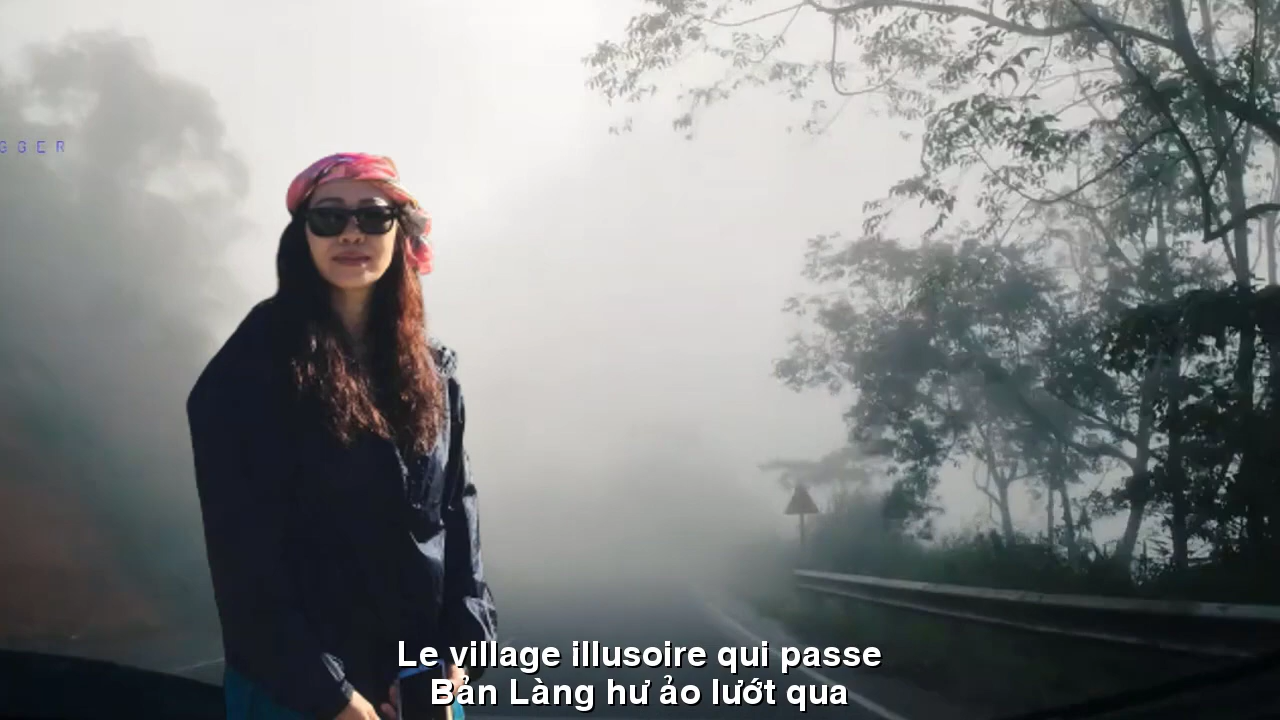 GGER
Le village illusoire qui passe
Bản Làng hư ảo lướt qua